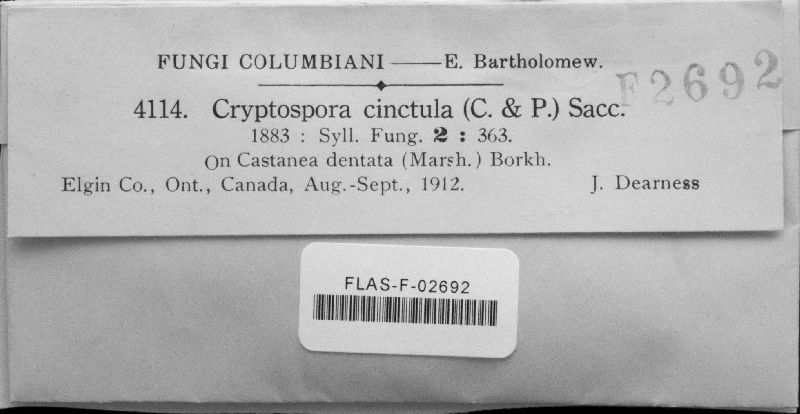 FUNGI COLUMBIANI——E. Bartholomew.
F2692
4114. Cryptospora cinctula (C. & P.) Sacc.
1883 : Syll. Fung. 2 : 363.
On Castanea dentata (Marsh.) Borkh.
Elgin Co., Ont., Canada, Aug.-Sept., 1912. J. Dearness
FLAS-F-02692